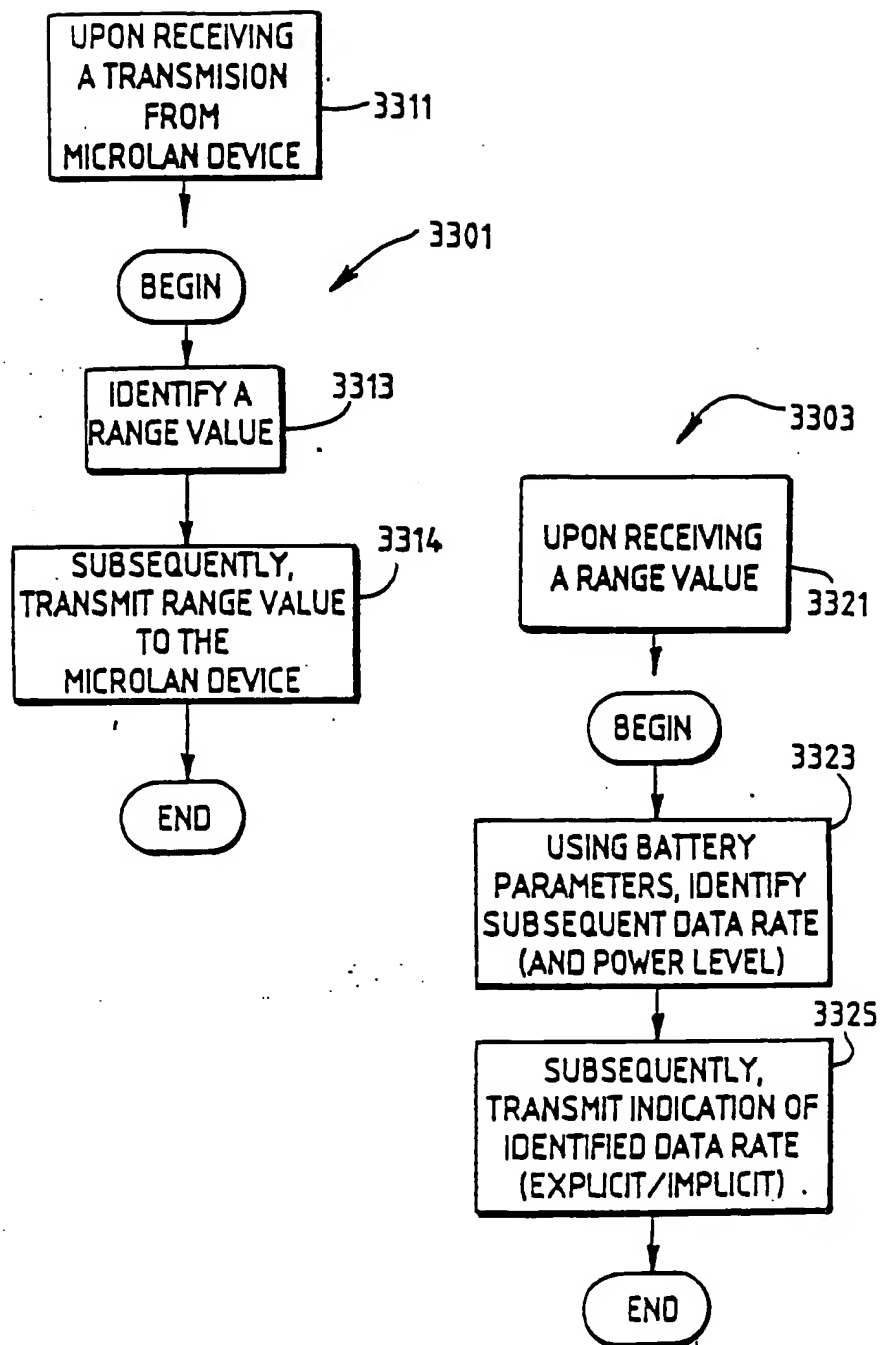 UPON RECEIVING
A TRANSMISION
FROM
MICROLAN DEVICE
3311
3301
BEGIN
IDENTIFY A
RANGE VALUE
3313
SUBSEQUENTLY,
TRANSMIT RANGE VALUE
TO THE
MICROLAN DEVICE
3314
END
3303
UPON RECEIVING
A RANGE VALUE
3321
BEGIN
3323
USING BATTERY
PARAMETERS, IDENTIFY
SUBSEQUENT DATA RATE
(AND POWER LEVEL)
3325
SUBSEQUENTLY,
TRANSMIT INDICATION OF
IDENTIFIED DATA RATE
(EXPLICIT/IMPLICIT)
END